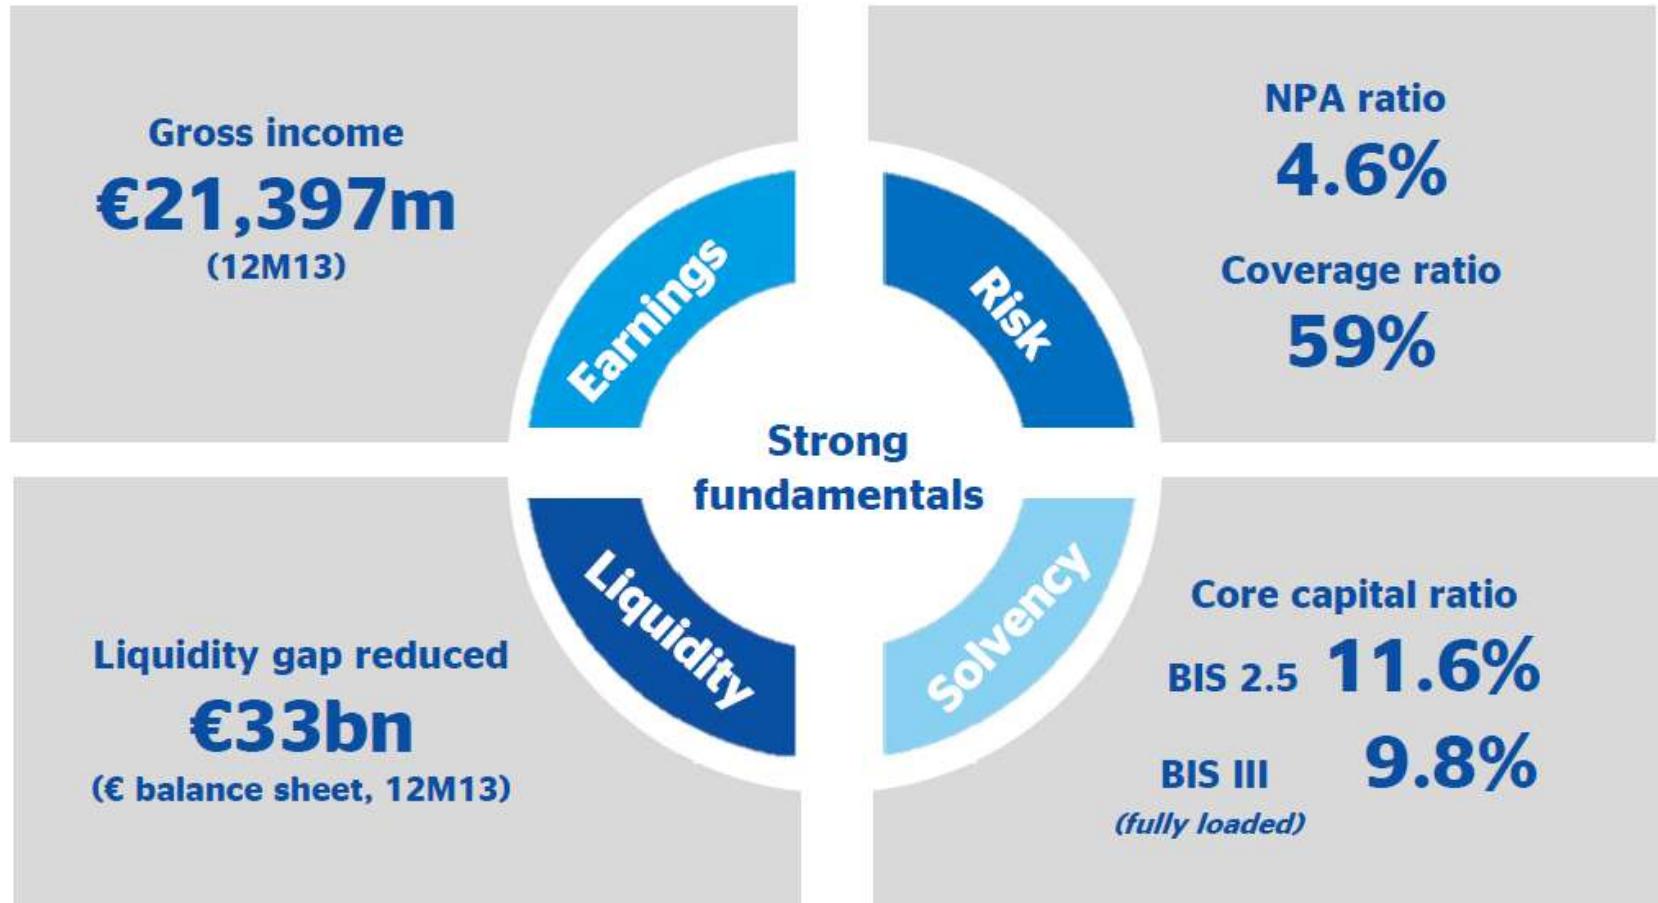 Gross income
€21,397m
(12M13)
Earnings
NPA ratio
4.6%
Coverage ratio
59%
Risk
Strong
fundamentals
Liquidity gap reduced
€33bn
(€ balance sheet, 12M13)
Liquidity
Solvency
Core capital ratio
BIS 2.5 11.6%
BIS III 9.8%
(fully loaded)